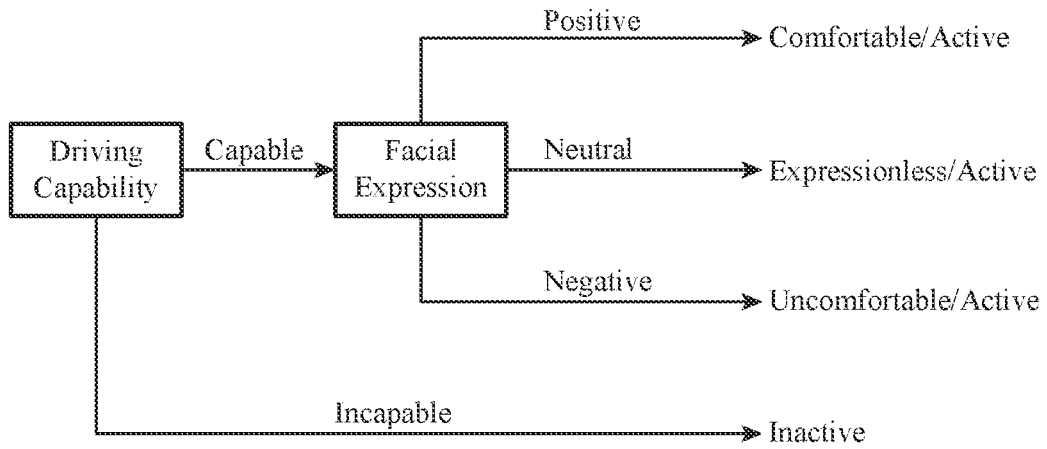 Positive
Comfortable/Active
Driving
Capability
Capable
Facial
Expression
Neutral
Expressionless/Active
Negative
Uncomfortable/Active
Incapable
Inactive